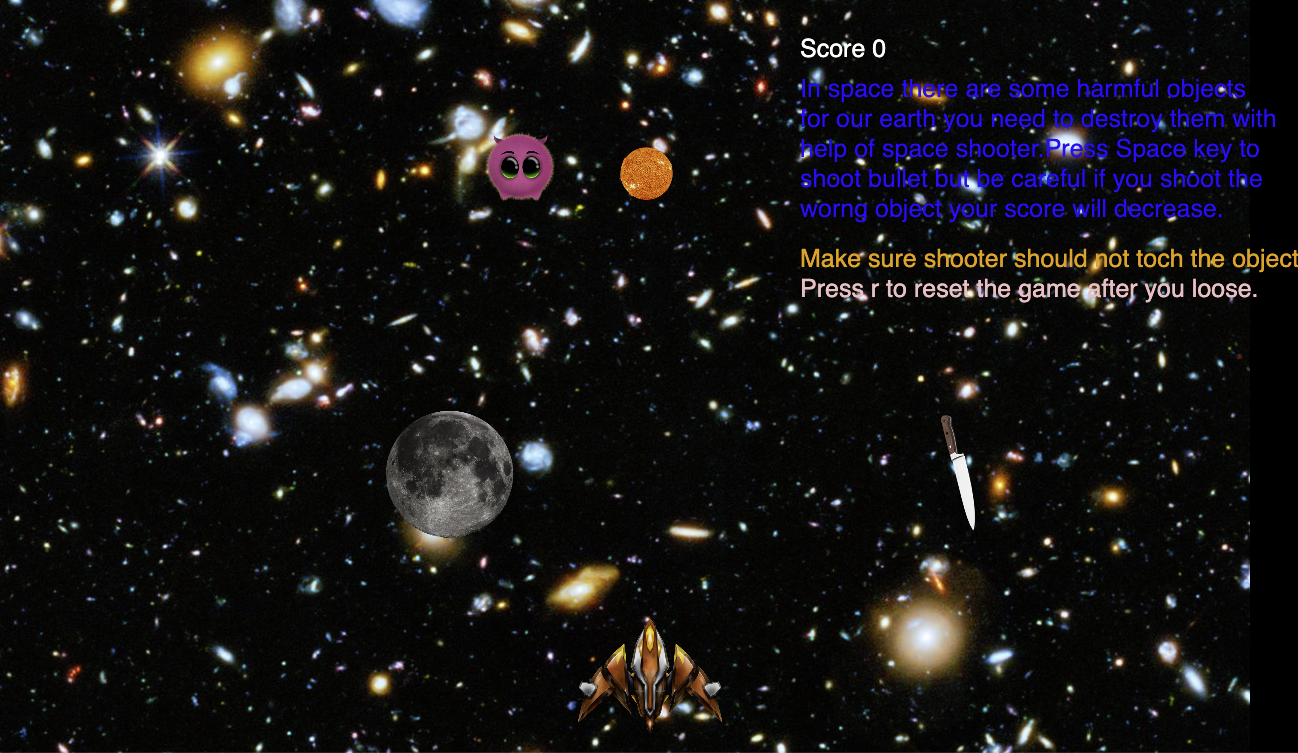 Score 0
In space there are some harmful objects
for our earth you need to destroy them with
help of space shooter.Press Space key to
shoot bullet but be careful if you shoot the
worng object your score will decrease.
Make sure shooter should not toch the object
Press r to reset the game after you loose.